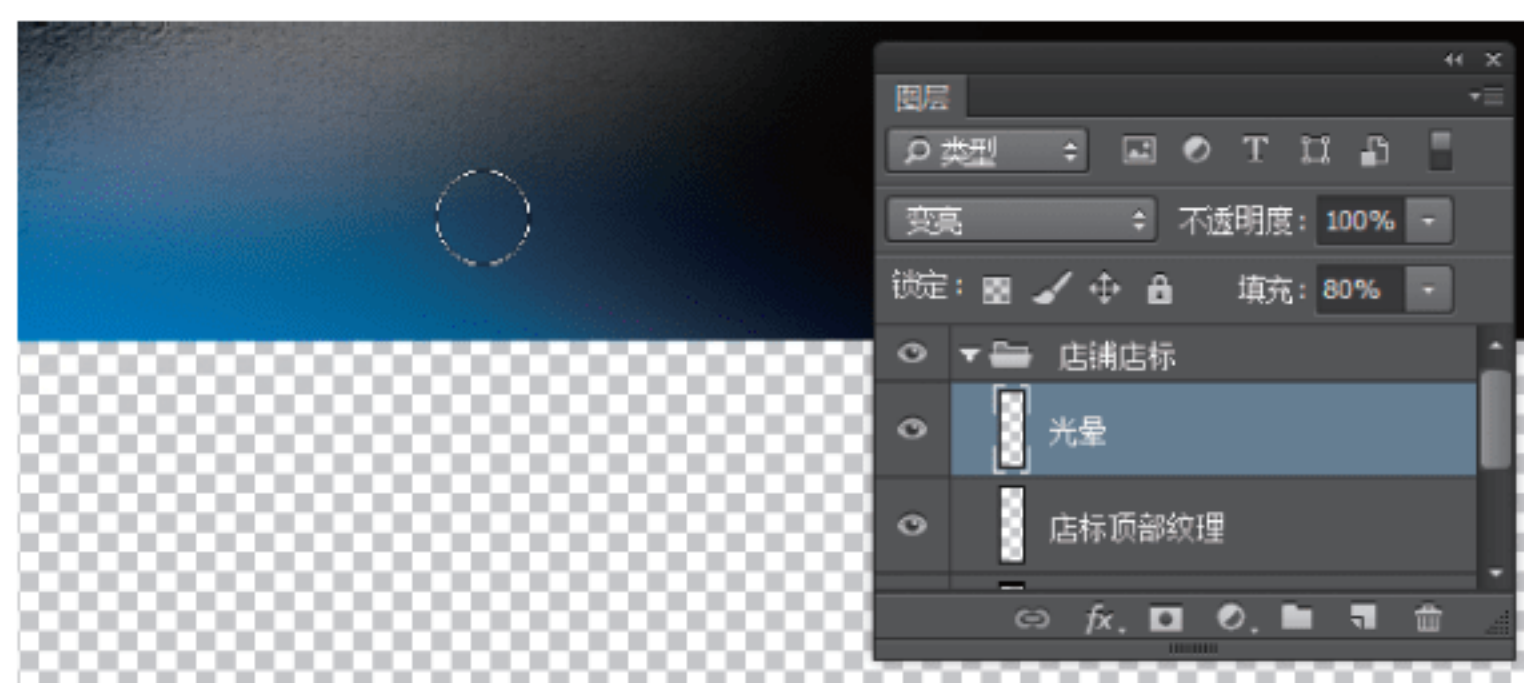 图层
类型
变亮 不透明度: 100%
锁定: 填充: 80%
店铺店标
光晕
店标顶部纹理
fx.